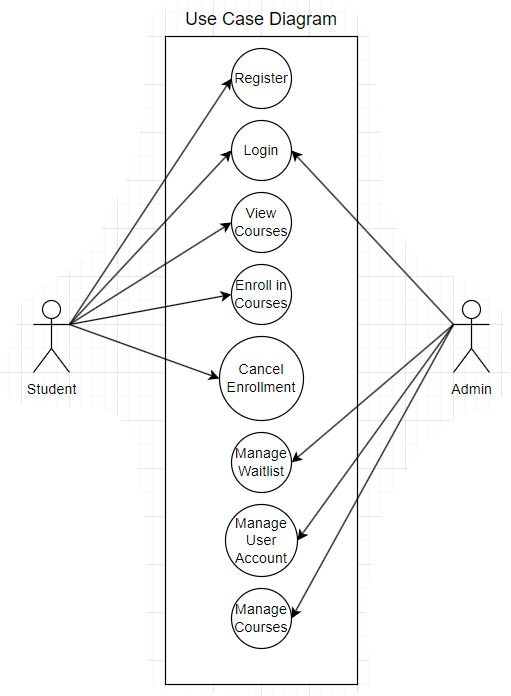 Use Case Diagram
Register
Login
View
Courses
Enroll in
Courses
Student
Admin
Cancel
Enrollment
Manage
Waitlist
Manage
User
Account
Manage
Courses